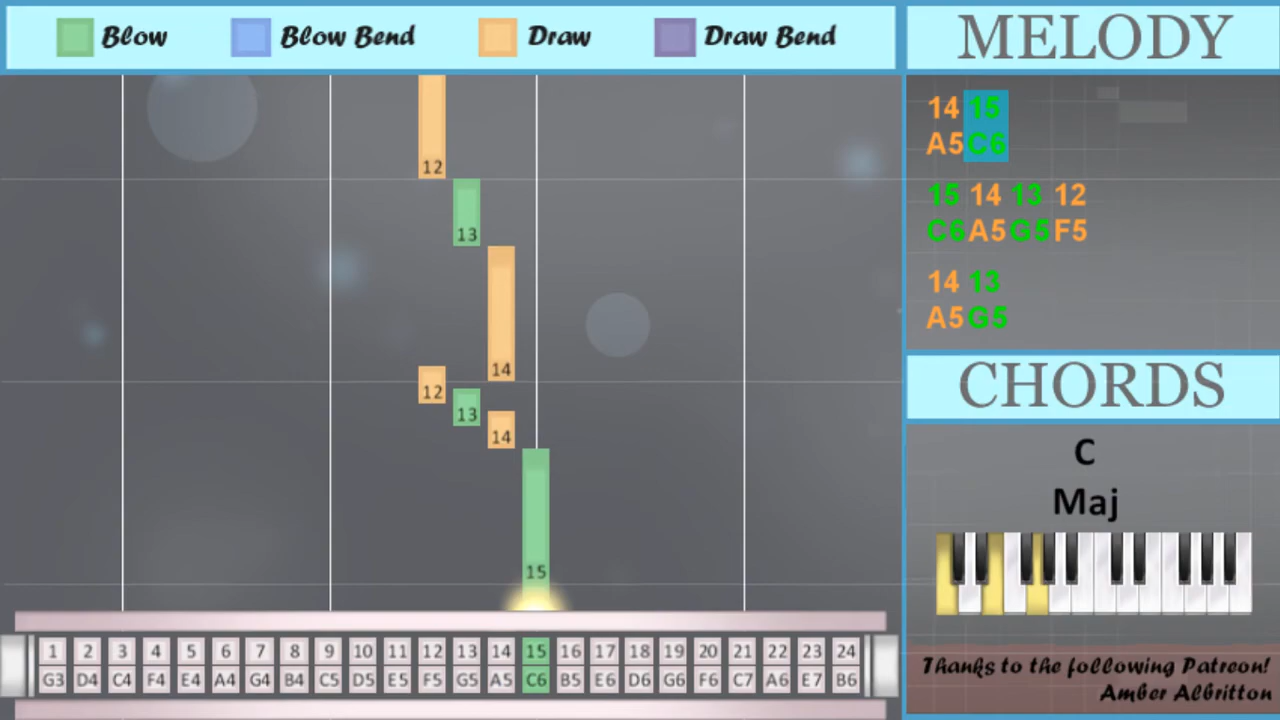 Blow Blow Bend Draw Draw Bend
MELODY
14 15
A5 C6
15 14 13 12
C6 A5 G5 F5
14 13
A5 G5
12
13
14
12
13
14
15
CHORDS
C
Maj
1 2 3 4 5 6 7 8 9 10 11 12 13 14 15 16 17 18 19 20 21 22 23 24
G3 D4 C4 F4 E4 A4 G4 B4 C5 D5 E5 F5 G5 A5 C6 B5 E6 D6 G6 F6 C7 A6 E7 B6
Thanks to the following Patreon!
Amber Albritton